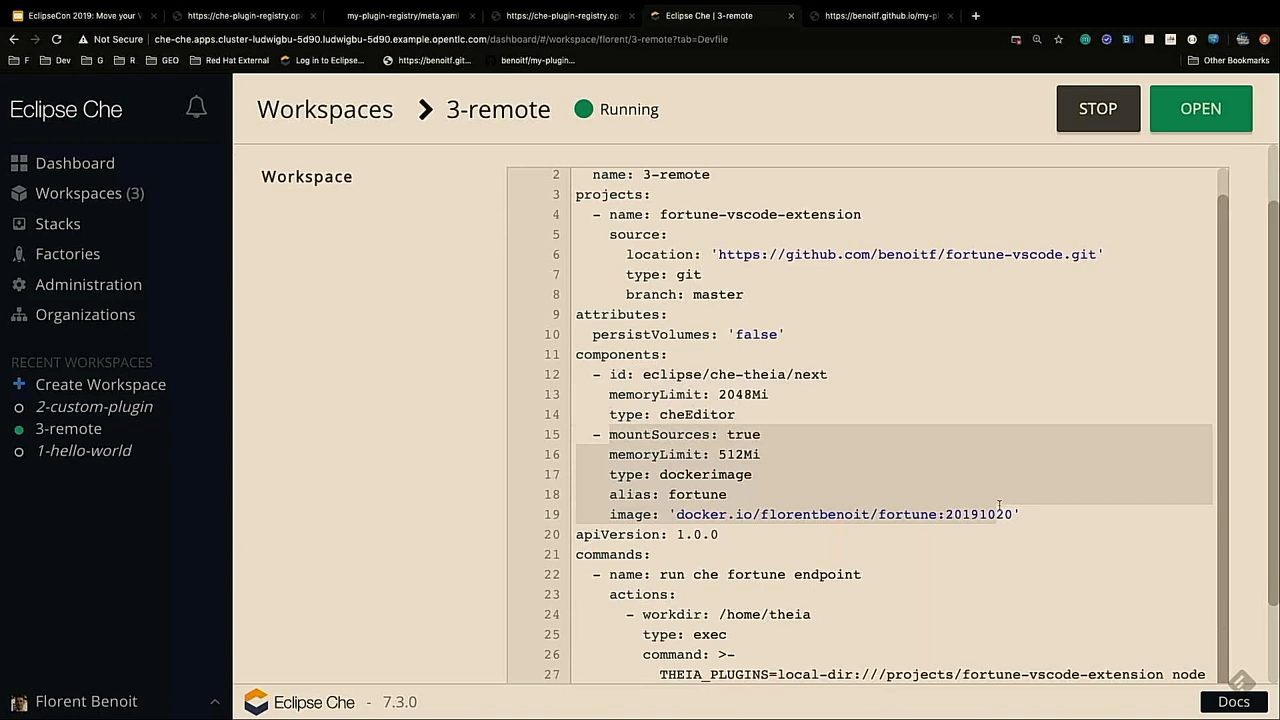 EclipseCon 2019: Move your V
https://che-plugin-registry.op
my-plugin-registry/meta.yaml
https://che-plugin-registry.op
Eclipse Che | 3-remote
https://benoitf.github.io/my-pl
Not Secure
che-che.apps.cluster-ludwigbu-5d90.ludwigbu-5d90.example.opentlc.com/dashboard/#/workspace/florent/3-remote?tab=Devfile
F
Dev
G
R
GEO
Red Hat External
Log in to Eclipse...
https://benoitf.git...
benoitf/my-plugin...
Other Bookmarks
Eclipse Che
Workspaces
3-remote
Running
STOP
OPEN
Dashboard
Workspaces (3)
Stacks
Factories
Administration
Organizations
RECENT WORKSPACES
Create Workspace
2-custom-plugin
3-remote
1-hello-world
Workspace
2 name: 3-remote
3 projects:
4 - name: fortune-vscode-extension
5 source:
6 location: 'https://github.com/benoitf/fortune-vscode.git'
7 type: git
8 branch: master
9 attributes:
10 persistVolumes: 'false'
11 components:
12 - id: eclipse/che-theia/next
13 memoryLimit: 2048Mi
14 type: cheEditor
15 - mountSources: true
16 memoryLimit: 512Mi
17 type: dockerimage
18 alias: fortune
19 image: 'docker.io/florentbenoit/fortune:20191020'
20 apiVersion: 1.0.0
21 commands:
22 - name: run che fortune endpoint
23 actions:
24 - workdir: /home/theia
25 type: exec
26 command: >-
27 THEIA_PLUGINS=local-dir:///projects/fortune-vscode-extension node
Florent Benoit
Eclipse Che - 7.3.0
Docs